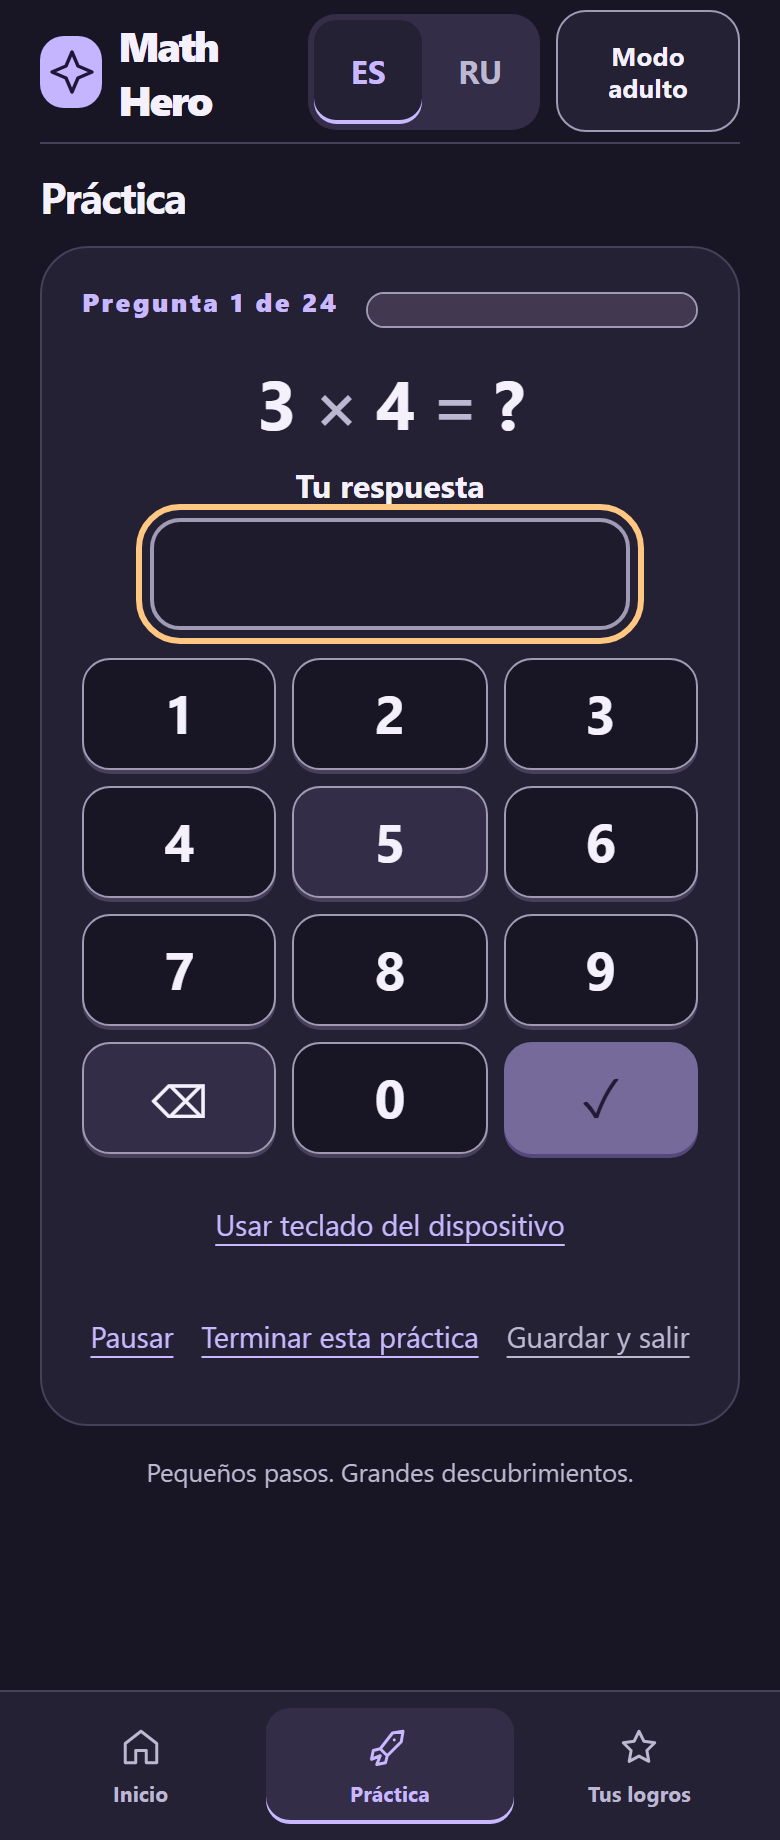 Math
Hero
ES
RU
Modo
adulto
Práctica
Pregunta 1 de 24
3 × 4 = ?
Tu respuesta
1
2
3
4
5
6
7
8
9
⌫
0
✓
Usar teclado del dispositivo
Pausar
Terminar esta práctica
Guardar y salir
Pequeños pasos. Grandes descubrimientos.
Inicio
Práctica
Tus logros